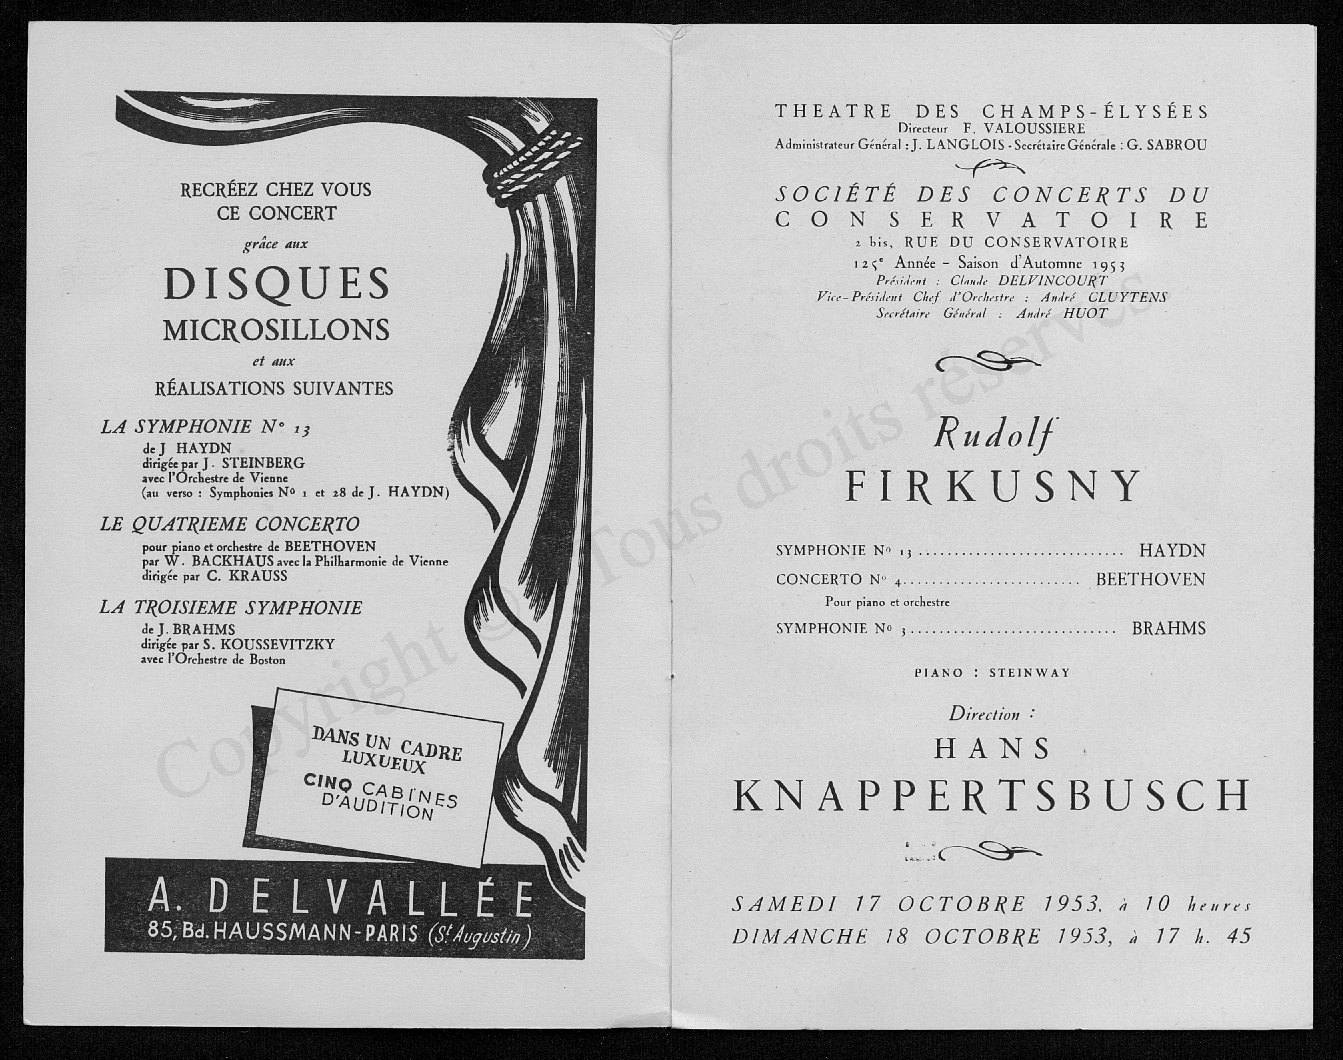 RECRÉEZ CHEZ VOUS
CE CONCERT
grâce aux
DISQUES
MICROSILLONS
et aux
RÉALISATIONS SUIVANTES
LA SYMPHONIE N° 13
de J HAYDN
dirigée par J. STEINBERG
avec l'Orchestre de Vienne
(au verso : Symphonies N° 1 et 28 de J. HAYDN)
LE QUATRIEME CONCERTO
pour piano et orchestre de BEETHOVEN
par W. BACKHAUS avec la Philharmonie de Vienne
dirigée par C. KRAUSS
LA TROISIEME SYMPHONIE
de J. BRAHMS
dirigée par S. KOUSSEVITZKY
avec l'Orchestre de Boston
DANS UN CADRE
LUXUEUX
CINQ CABINES
D'AUDITION
A. DELVALLÉE
85, Bd. HAUSSMANN - PARIS (St Augustin)
THEATRE DES CHAMPS-ÉLYSÉES
Directeur F. VALOUSSIERE
Administrateur Général : J. LANGLOIS - Secrétaire Générale : G. SABROU
SOCIÉTÉ DES CONCERTS DU
CONSERVATOIRE
2 bis, RUE DU CONSERVATOIRE
125e Année - Saison d'Automne 1953
Président : Claude DELVINCOURT
Vice-Président Chef d'Orchestre : André CLUYTENS
Secrétaire Général : André HUOT
Rudolf
FIRKUSNY
SYMPHONIE N° 13 ............................ HAYDN
CONCERTO N° 4......................... BEETHOVEN
Pour piano et orchestre
SYMPHONIE N° 3............................. BRAHMS
PIANO : STEINWAY
Direction :
HANS
KNAPPERTSBUSCH
SAMEDI 17 OCTOBRE 1953, à 10 heures
DIMANCHE 18 OCTOBRE 1953, à 17 h. 45
Copyright © Tous droits réservés